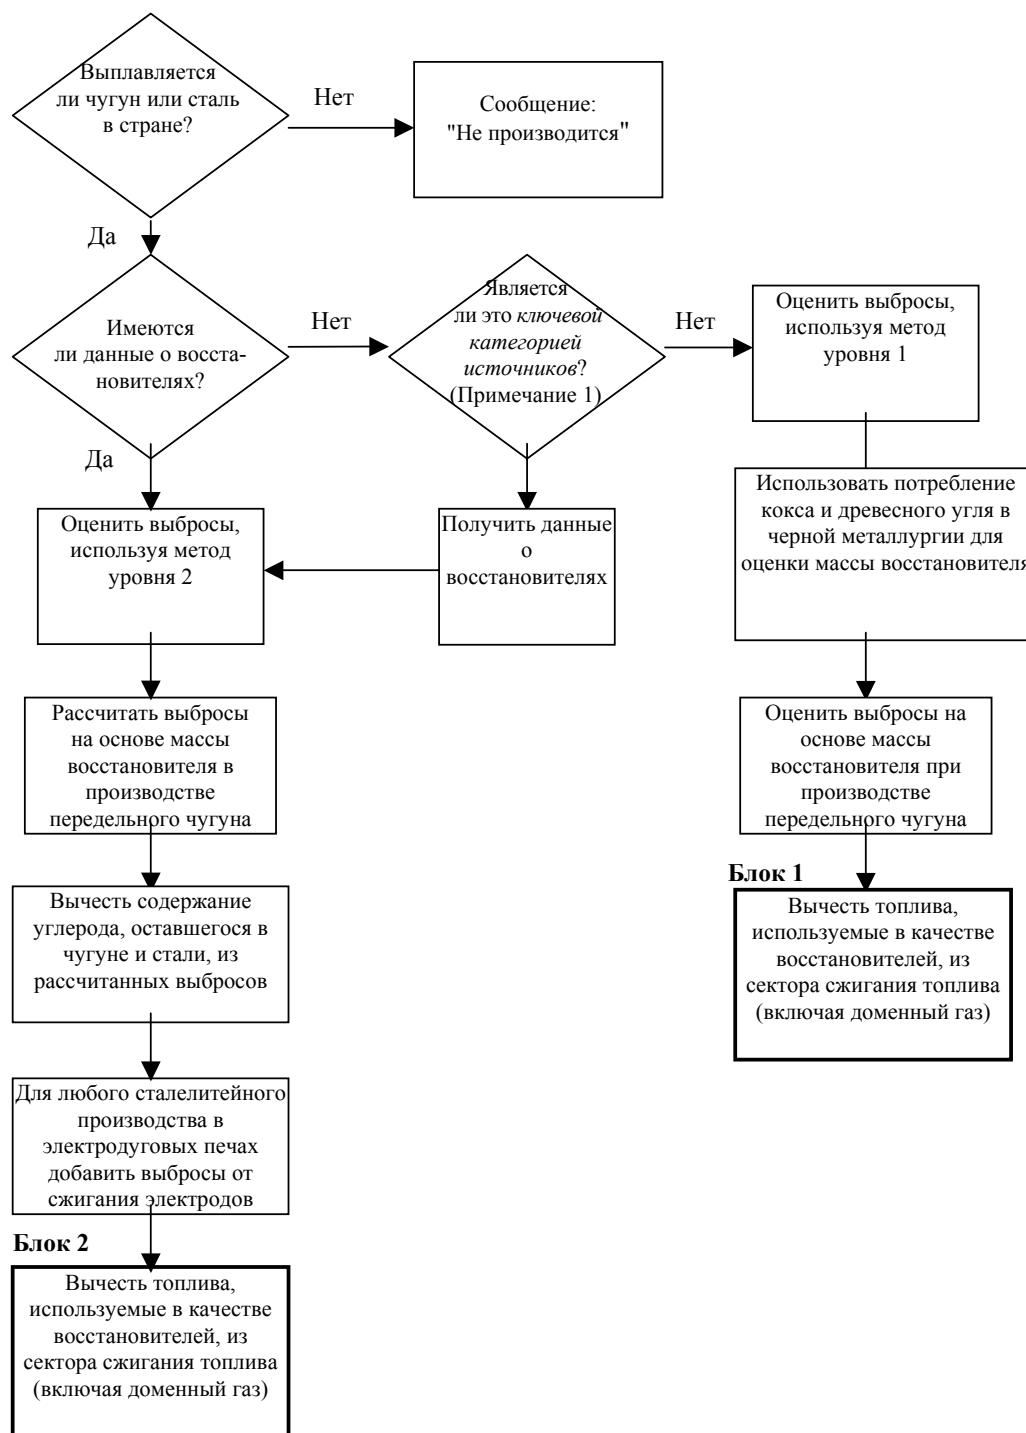 Выплавляется
ли чугун или сталь
в стране?
Нет
Сообщение:
"Не производится"
Да
Имеются
ли данные о восста-
новителях?
Нет
Является
ли это ключевой
категорией
источников?
(Примечание 1)
Нет
Оценить выбросы,
используя метод
уровня 1
Да
Оценить выбросы,
используя метод
уровня 2
Получить данные
о
восстановителях
Использовать потребление
кокса и древесного угля в
черной металлургии для
оценки массы восстановителя
Рассчитать выбросы
на основе массы
восстановителя в
производстве
передельного чугуна
Оценить выбросы на
основе массы
восстановителя при
производстве
передельного чугуна
Блок 1
Вычесть содержание
углерода, оставшегося в
чугуне и стали, из
рассчитанных выбросов
Вычесть топлива,
используемые в качестве
восстановителей, из
сектора сжигания топлива
(включая доменный газ)
Для любого сталелитейного
производства в
электродуговых печах
добавить выбросы от
сжигания электродов
Блок 2
Вычесть топлива,
используемые в качестве
восстановителей, из
сектора сжигания топлива
(включая доменный газ)